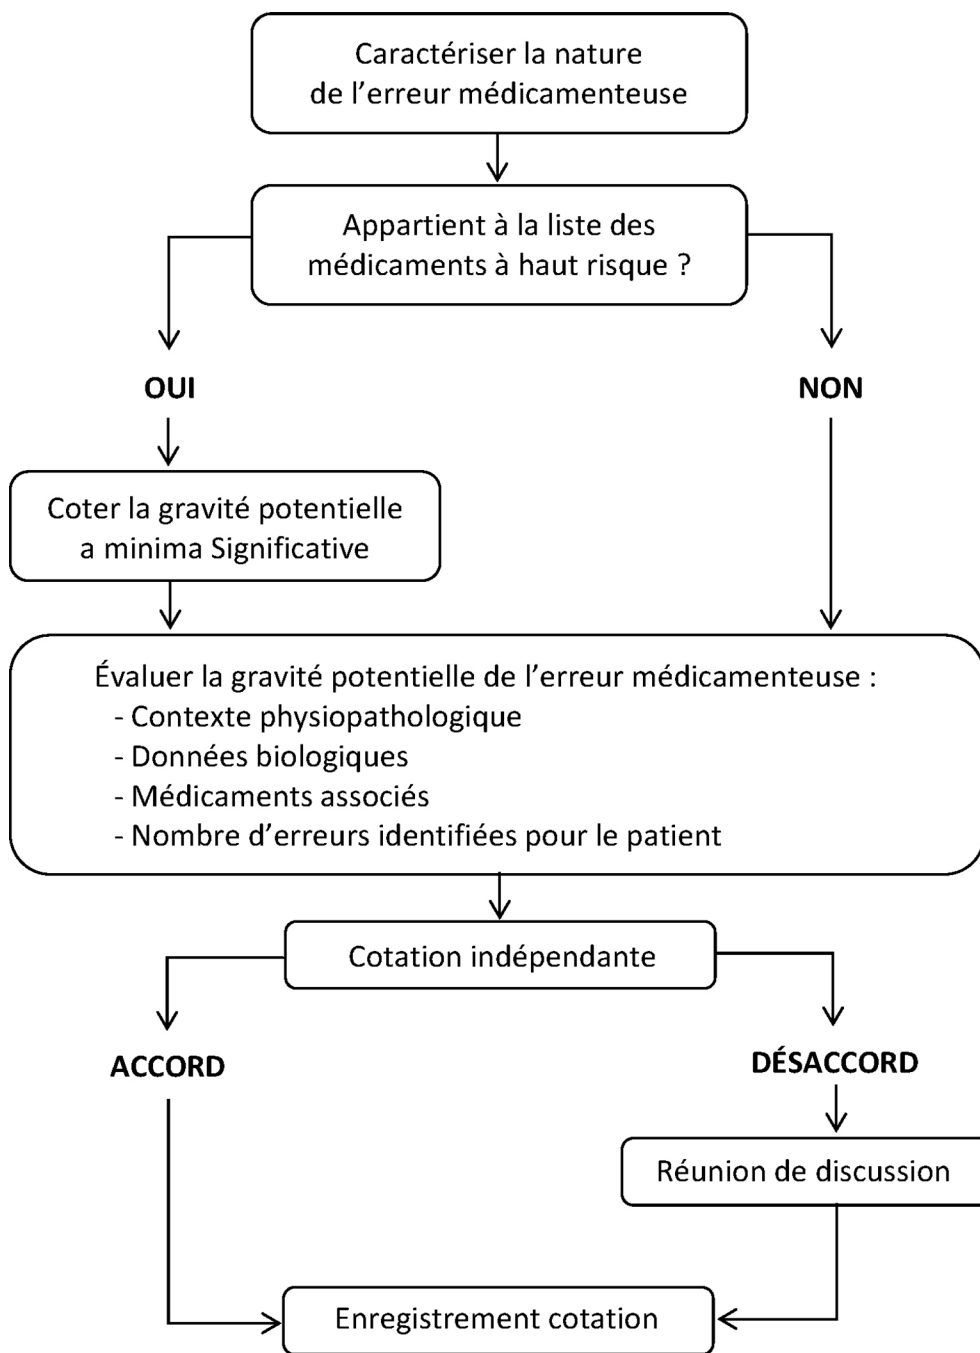 Caractériser la nature
de l’erreur médicamenteuse
Appartient à la liste des
médicaments à haut risque ?
OUI
NON
Coter la gravité potentielle
a minima Significative
Évaluer la gravité potentielle de l’erreur médicamenteuse :
- Contexte physiopathologique
- Données biologiques
- Médicaments associés
- Nombre d’erreurs identifiées pour le patient
Cotation indépendante
ACCORD
DÉSACCORD
Réunion de discussion
Enregistrement cotation